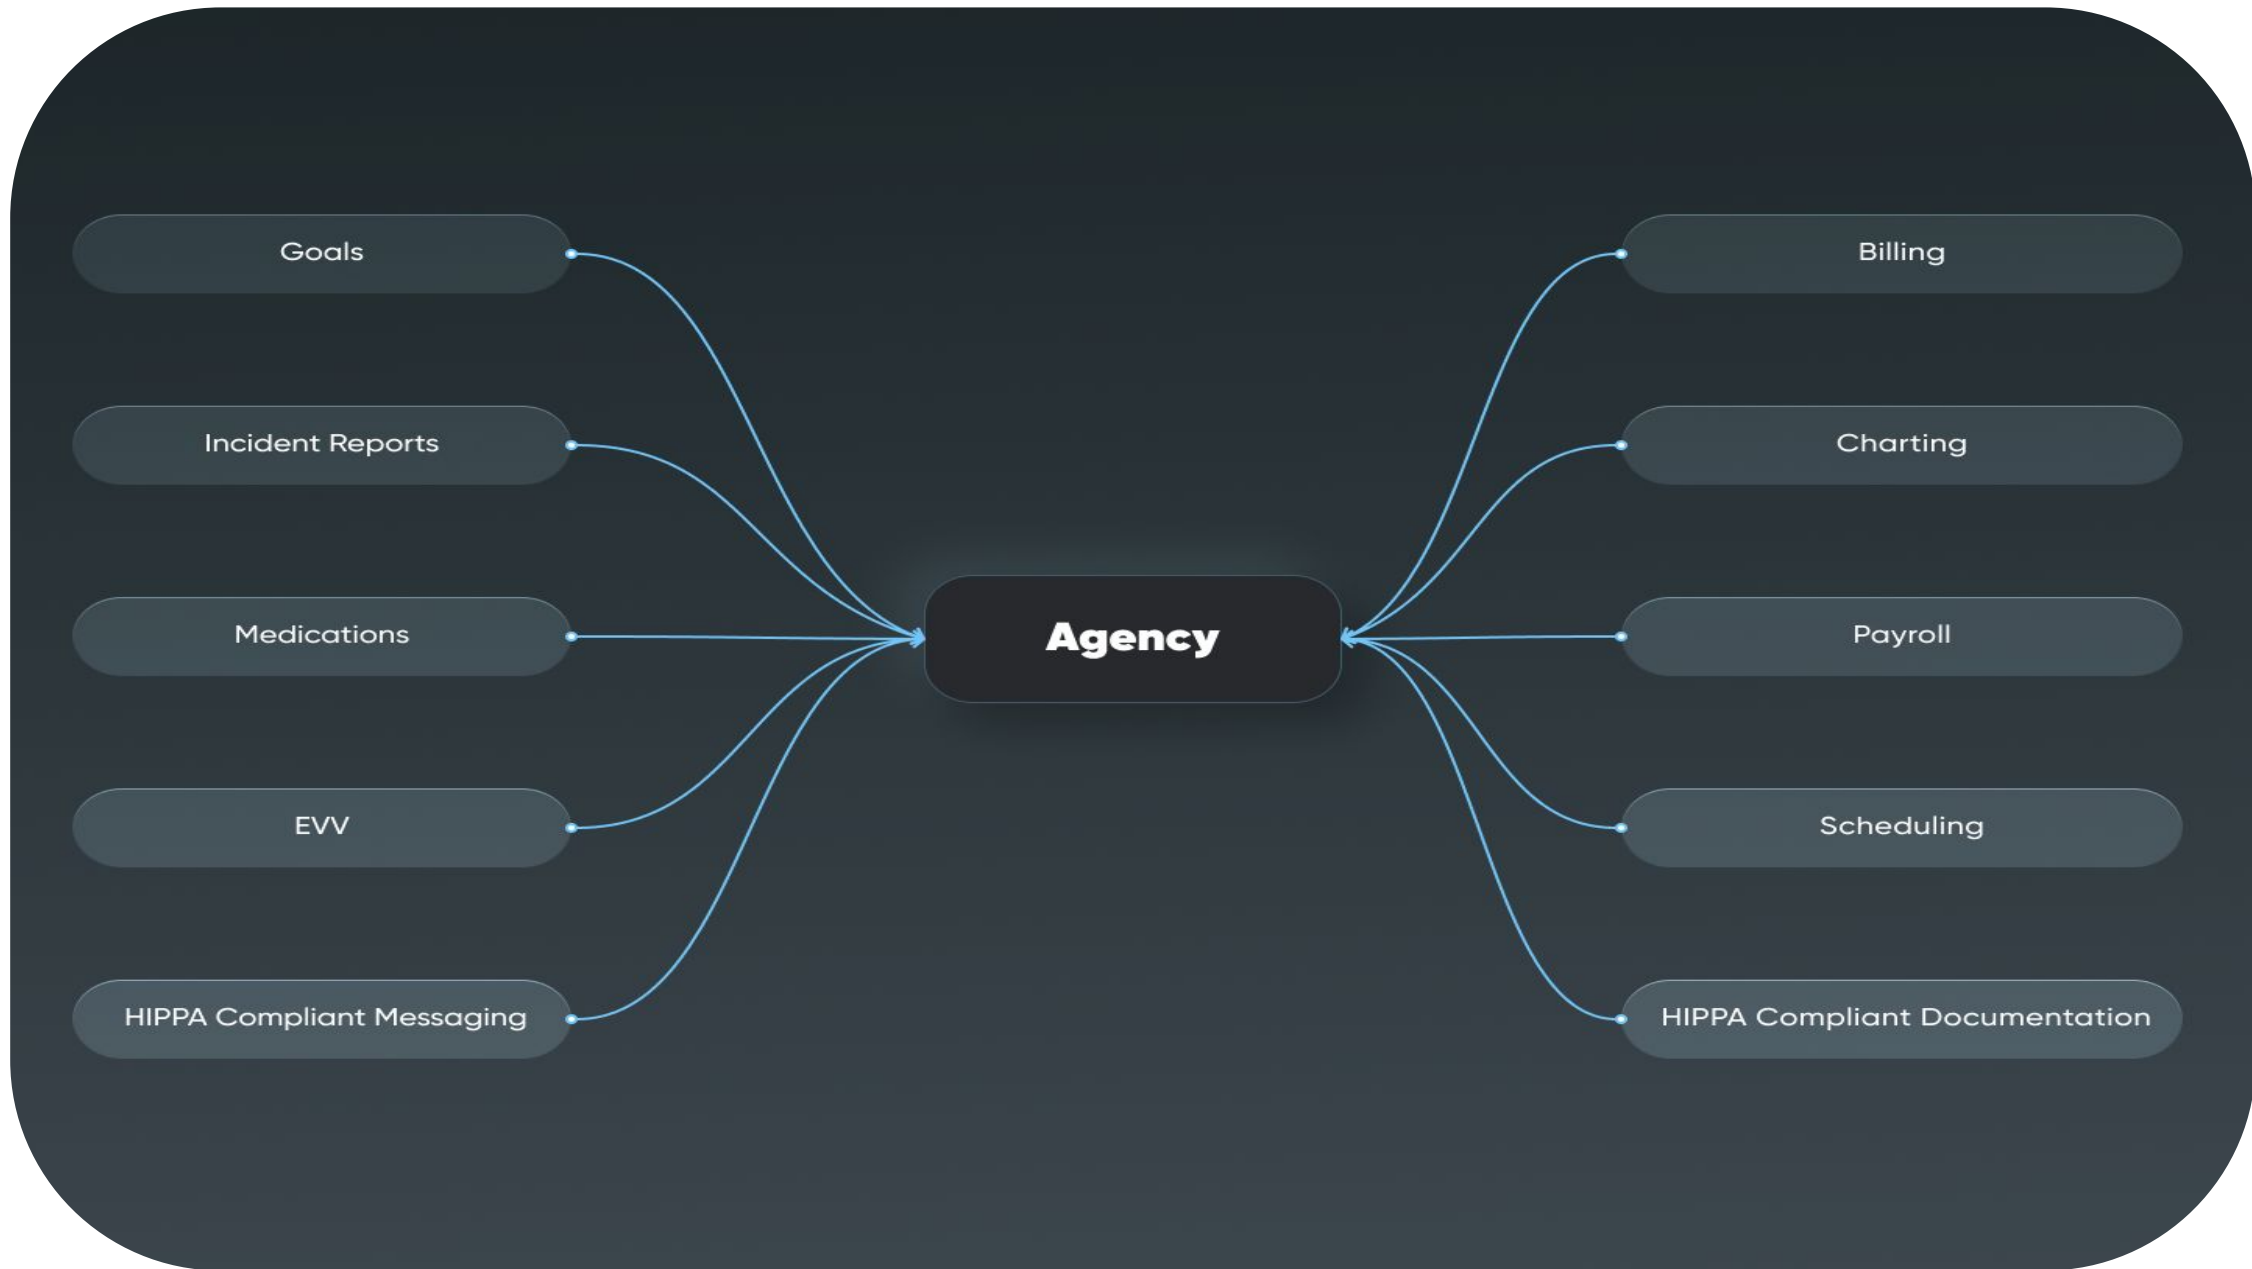 Goals
Incident Reports
Medications
EVV
HIPPA Compliant Messaging
Agency
Billing
Charting
Payroll
Scheduling
HIPPA Compliant Documentation